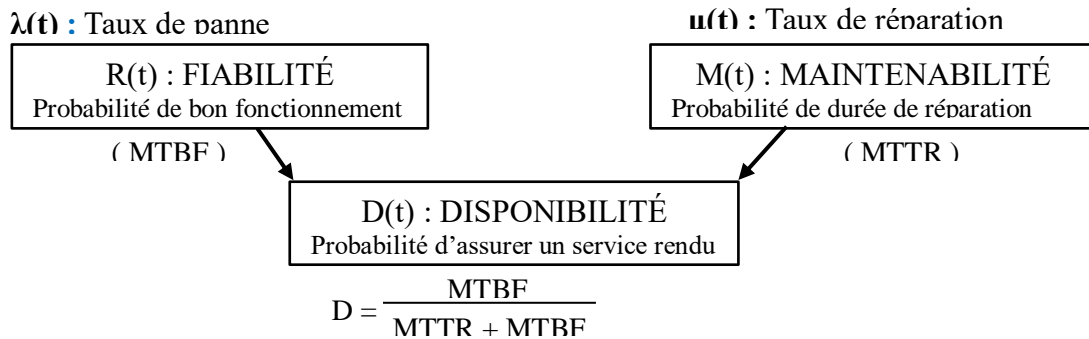 λ(t) : Taux de panne
μ(t) : Taux de réparation
R(t) : FIABILITÉ
Probabilité de bon fonctionnement
M(t) : MAINTENABILITÉ
Probabilité de durée de réparation
( MTBF )
( MTTR )
D(t) : DISPONIBILITÉ
Probabilité d’assurer un service rendu
D = MTBF
MTTR + MTBF